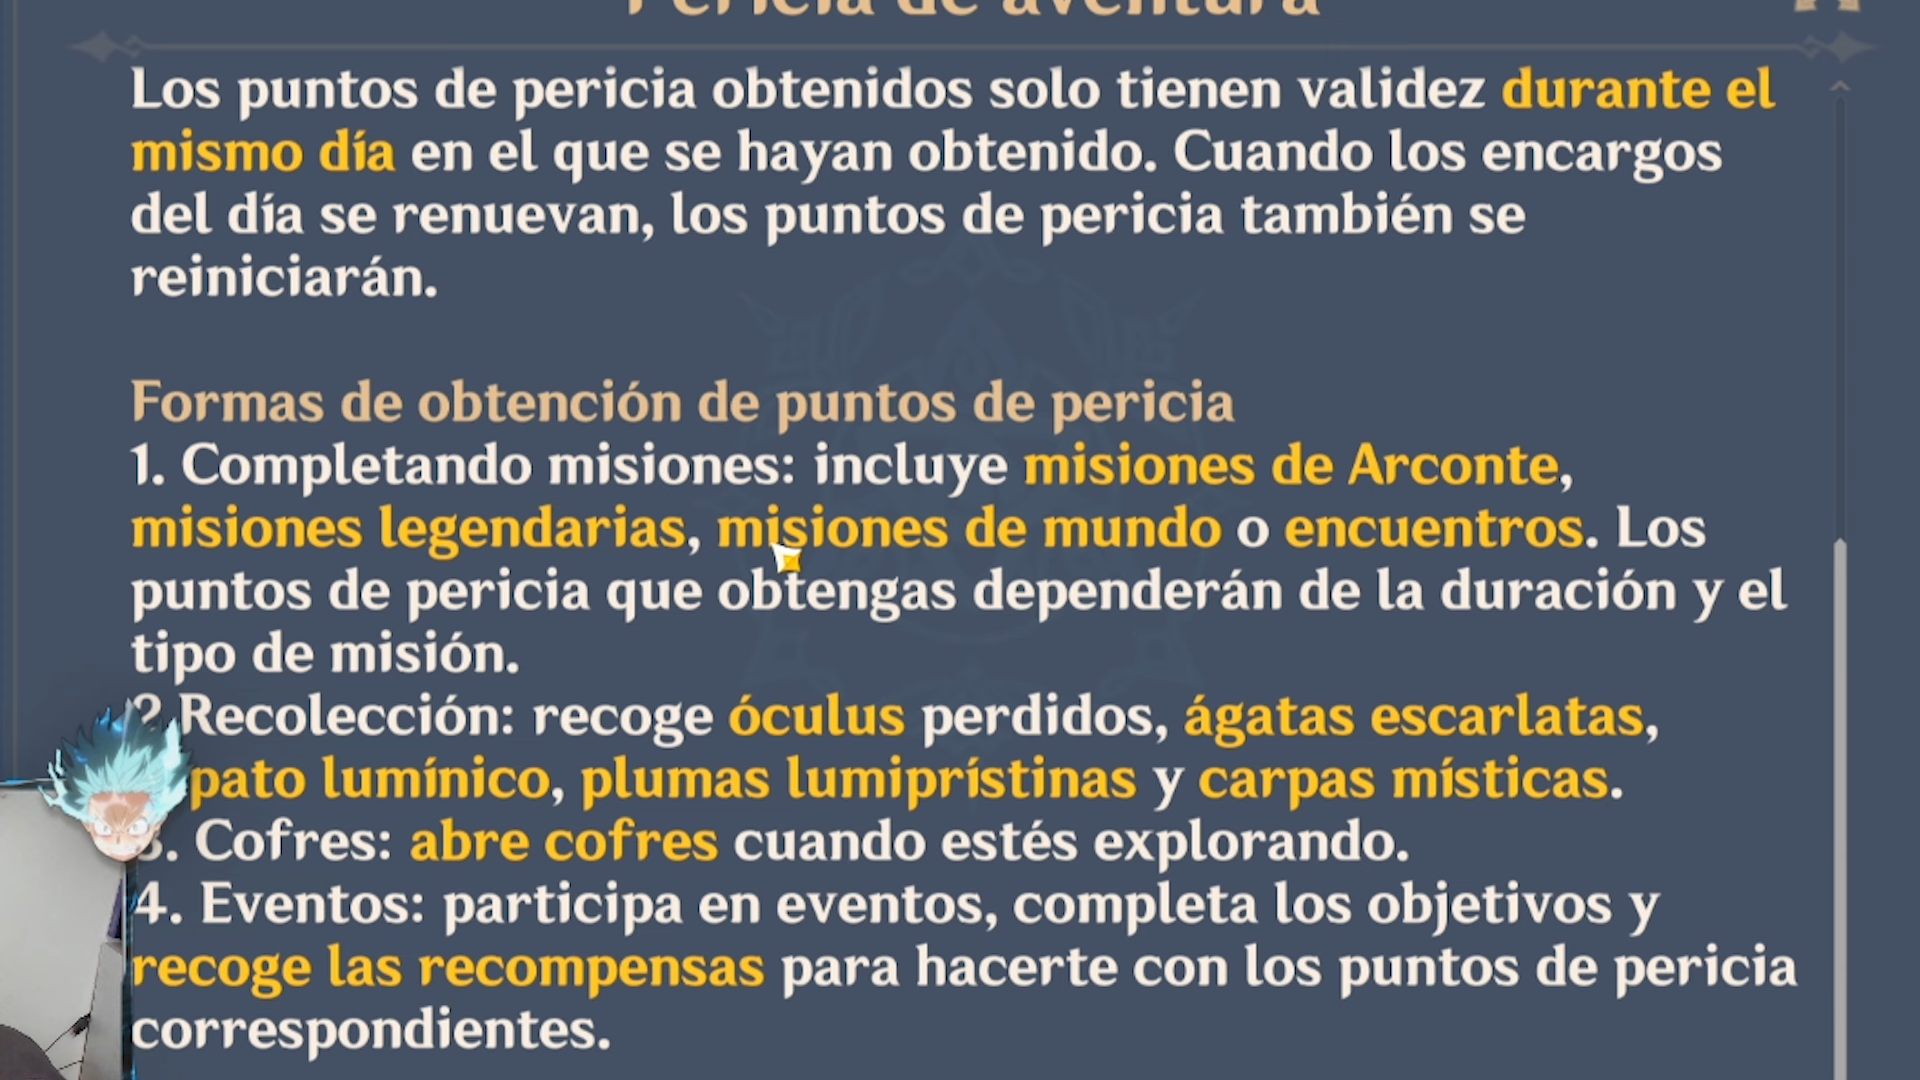 Pericia de aventura
Los puntos de pericia obtenidos solo tienen validez durante el
mismo día en el que se hayan obtenido. Cuando los encargos
del día se renuevan, los puntos de pericia también se
reiniciarán.
Formas de obtención de puntos de pericia
1. Completando misiones: incluye misiones de Arconte,
misiones legendarias, misiones de mundo o encuentros. Los
puntos de pericia que obtengas dependerán de la duración y el
tipo de misión.
2 Recolección: recoge óculus perdidos, ágatas escarlatas,
pato lumínico, plumas lumiprístinas y carpas místicas.
3. Cofres: abre cofres cuando estés explorando.
4. Eventos: participa en eventos, completa los objetivos y
recoge las recompensas para hacerte con los puntos de pericia
correspondientes.